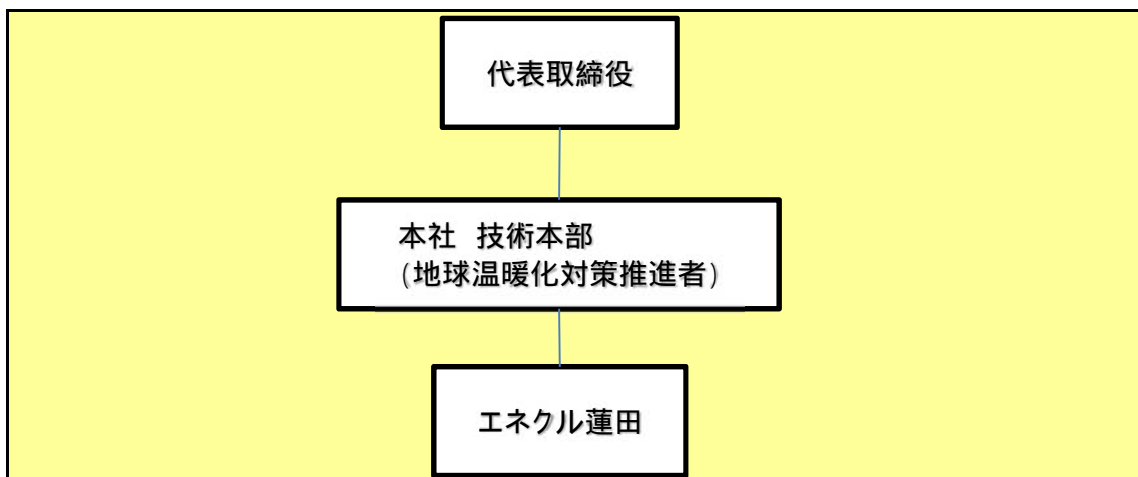 代表取締役
本社　技術本部
(地球温暖化対策推進者)
エネクル蓮田